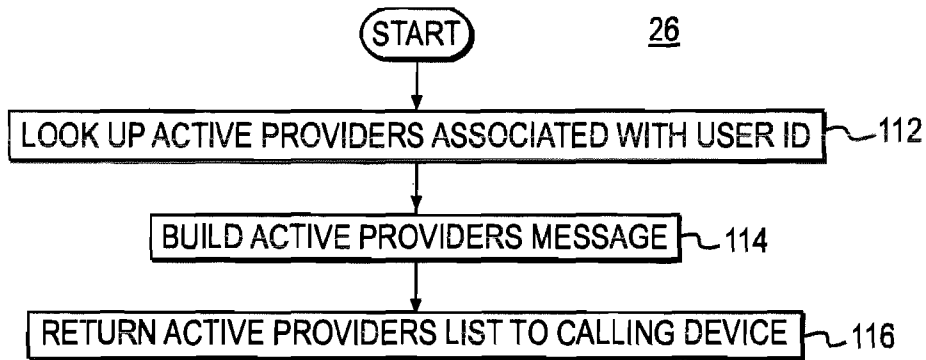 START
26
LOOK UP ACTIVE PROVIDERS ASSOCIATED WITH USER ID
112
BUILD ACTIVE PROVIDERS MESSAGE
114
RETURN ACTIVE PROVIDERS LIST TO CALLING DEVICE
116